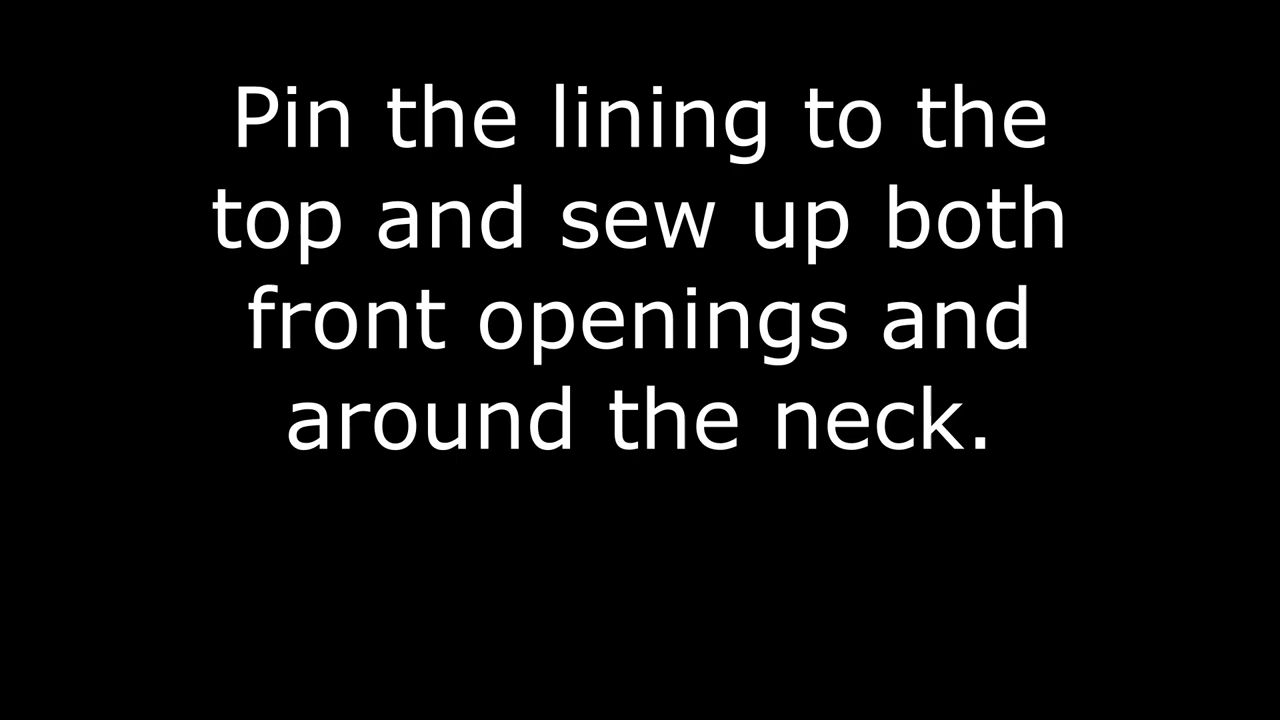 Pin the lining to the
top and sew up both
front openings and
around the neck.